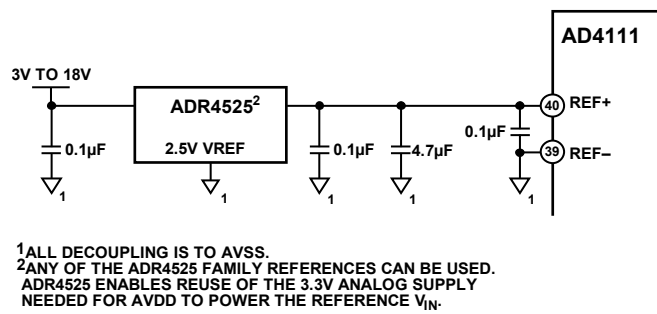 AD4111
3V TO 18V
ADR4525²
2.5V VREF
0.1µF
0.1µF
4.7µF
0.1µF
40
REF+
39
REF–
1
1
1
1
¹ALL DECOUPLING IS TO AVSS.
²ANY OF THE ADR4525 FAMILY REFERENCES CAN BE USED.
ADR4525 ENABLES REUSE OF THE 3.3V ANALOG SUPPLY
NEEDED FOR AVDD TO POWER THE REFERENCE VIN.